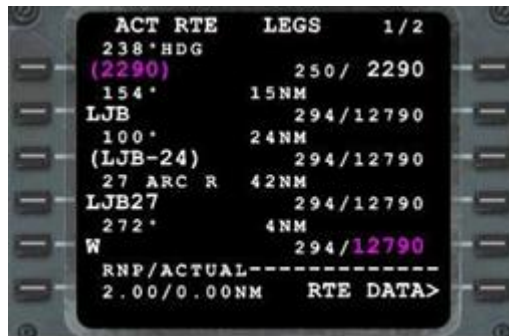 ACT RTE LEGS 1/2
238°HDG
(2290) 250/ 2290
154° 15NM
LJB 294/12790
100° 24NM
(LJB-24) 294/12790
27 ARC R 42NM
LJB27 294/12790
272° 4NM
W 294/12790
RNP/ACTUAL--------------
2.00/0.00NM RTE DATA>